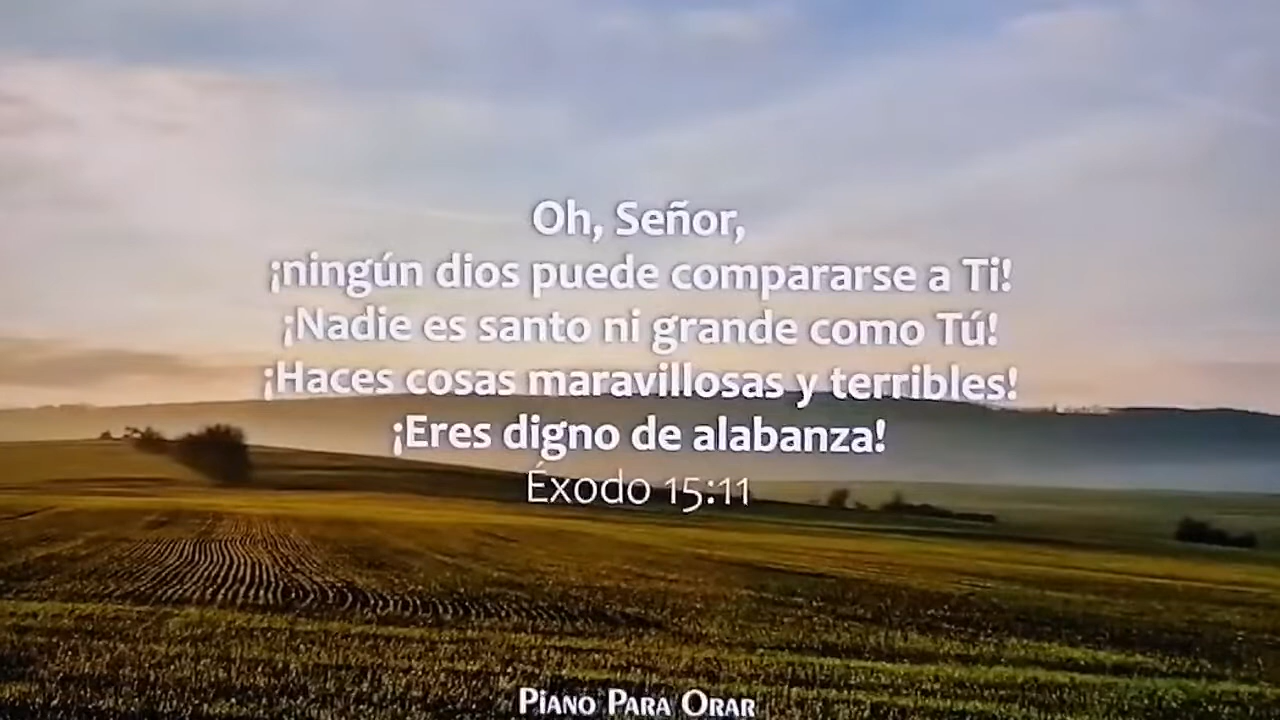 Oh, Señor,
¡ningún dios puede compararse a Ti!
¡Nadie es santo ni grande como Tú!
¡Haces cosas maravillosas y terribles!
¡Eres digno de alabanza!
Éxodo 15:11
Piano Para Orar